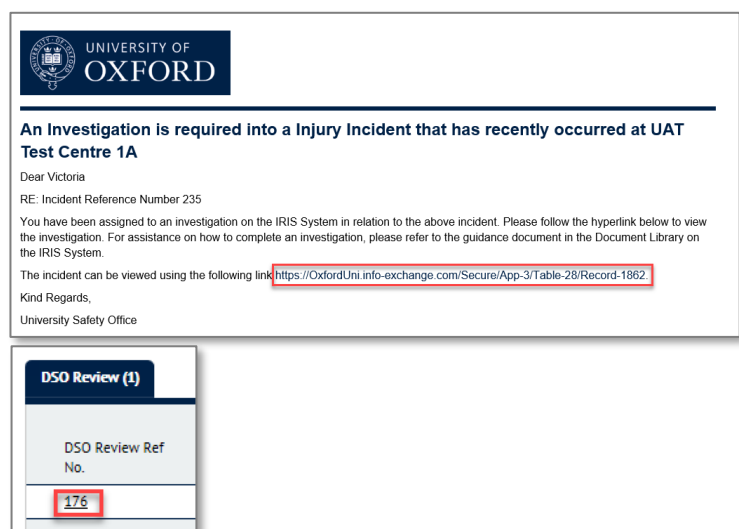 UNIVERSITY OF
OXFORD
An Investigation is required into a Injury Incident that has recently occurred at UAT
Test Centre 1A
Dear Victoria
RE: Incident Reference Number 235
You have been assigned to an investigation on the IRIS System in relation to the above incident. Please follow the hyperlink below to view
the investigation. For assistance on how to complete an investigation, please refer to the guidance document in the Document Library on
the IRIS System.
The incident can be viewed using the following link https://OxfordUni.info-exchange.com/Secure/App-3/Table-28/Record-1862.
Kind Regards,
University Safety Office
DSO Review (1)
DSO Review Ref
No.
176